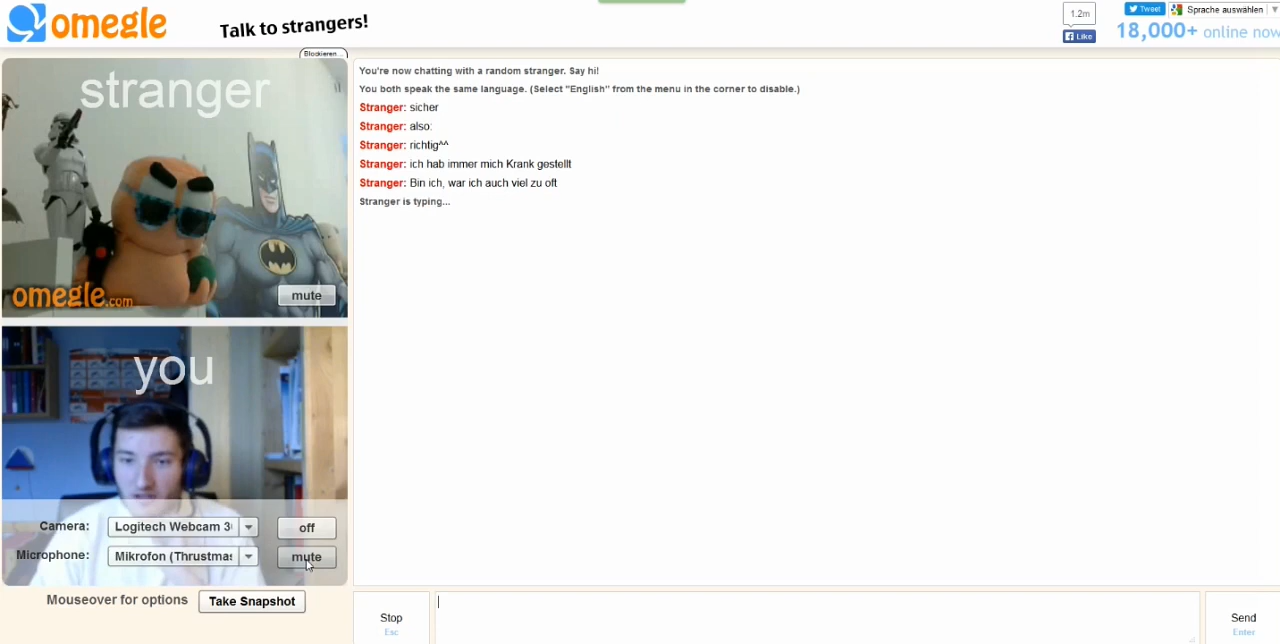 omegle
Talk to strangers!
1.2m
Like
Tweet
Sprache auswählen
18,000+ online now
Blockieren...
stranger
omegle.com
mute
You're now chatting with a random stranger. Say hi!
You both speak the same language. (Select "English" from the menu in the corner to disable.)
Stranger: sicher
Stranger: also:
Stranger: richtig^^
Stranger: ich hab immer mich Krank gestellt
Stranger: Bin ich, war ich auch viel zu oft
Stranger is typing...
you
Camera: Logitech Webcam 3 off
Microphone: Mikrofon (Thrustmas mute
Mouseover for options Take Snapshot
Stop
Esc
Send
Enter